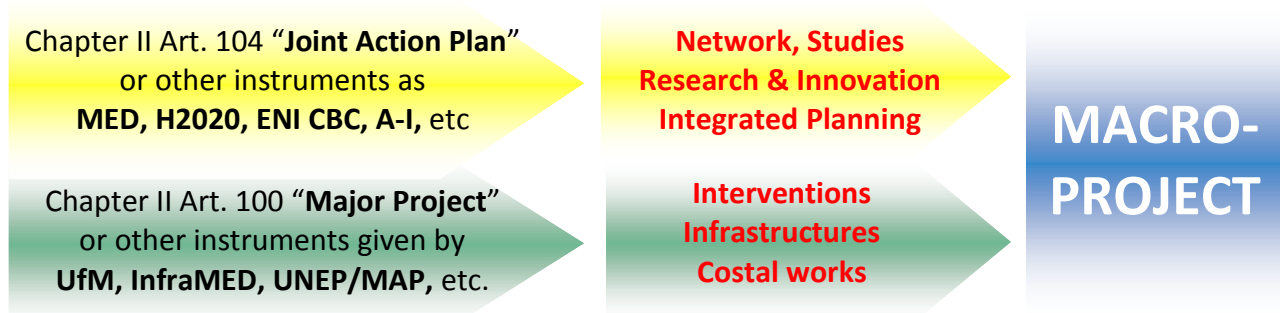 Chapter II Art. 104 “Joint Action Plan”
or other instruments as
MED, H2020, ENI CBC, A-I, etc
Network, Studies
Research & Innovation
Integrated Planning
Chapter II Art. 100 “Major Project”
or other instruments given by
UfM, InfraMED, UNEP/MAP, etc.
Interventions
Infrastructures
Costal works
MACRO-
PROJECT